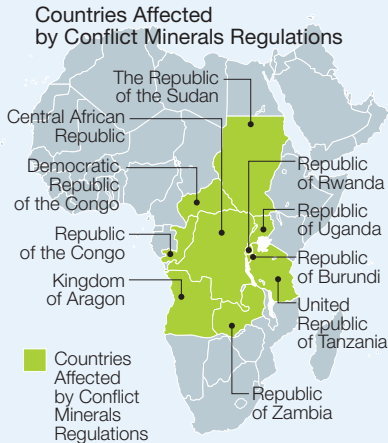 Countries Affected
by Conflict Minerals Regulations
The Republic
of the Sudan
Central African
Republic
Democratic
Republic
of the Congo
Republic
of the Congo
Kingdom
of Aragon
Republic
of Rwanda
Republic
of Uganda
Republic
of Burundi
United
Republic
of Tanzania
Republic
of Zambia
Countries
Affected
by Conflict
Minerals
Regulations